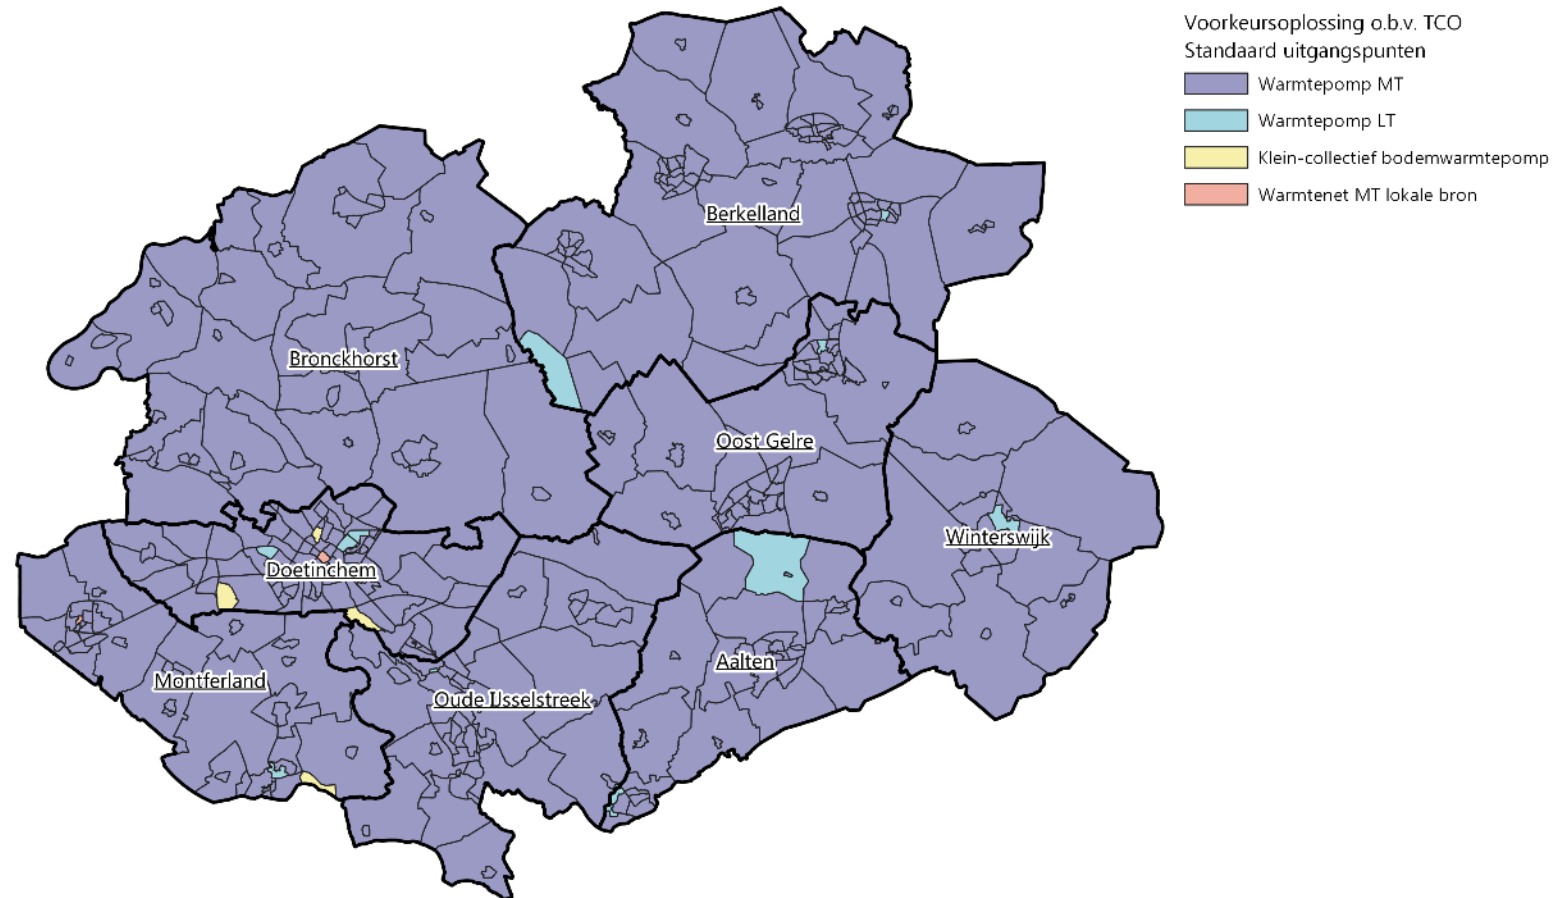 Voorkeursoplossing o.b.v. TCO
Standaard uitgangspunten
Warmtepomp MT
Warmtepomp LT
Klein-collectief bodemwarmtepomp
Warmtenet MT lokale bron
Berkelland
Bronckhorst
Oost Gelre
Winterswijk
Doetinchem
Aalten
Montferland
Oude IJsselstreek